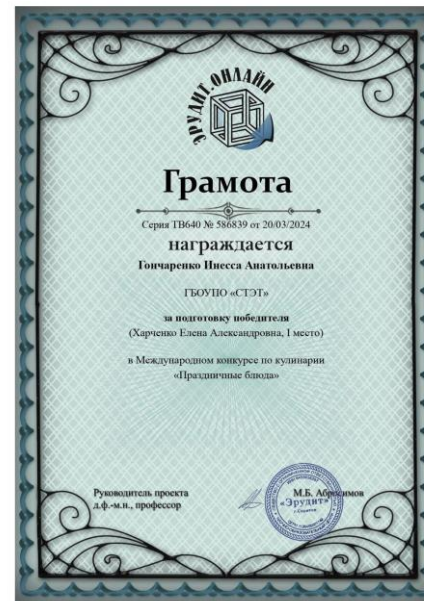 ЭРУДИТ.ОНЛАЙН
Грамота
Серия ТВ640 № 586839 от 20/03/2024
награждается
Гончаренко Инесса Анатольевна
ГБОУПО «СТЭТ»
за подготовку победителя
(Харченко Елена Александровна, I место)
в Международном конкурсе по кулинарии
«Праздничные блюда»
Руководитель проекта
д.ф.-м.н., профессор
М.Б. Абросимов
«Эрудит»